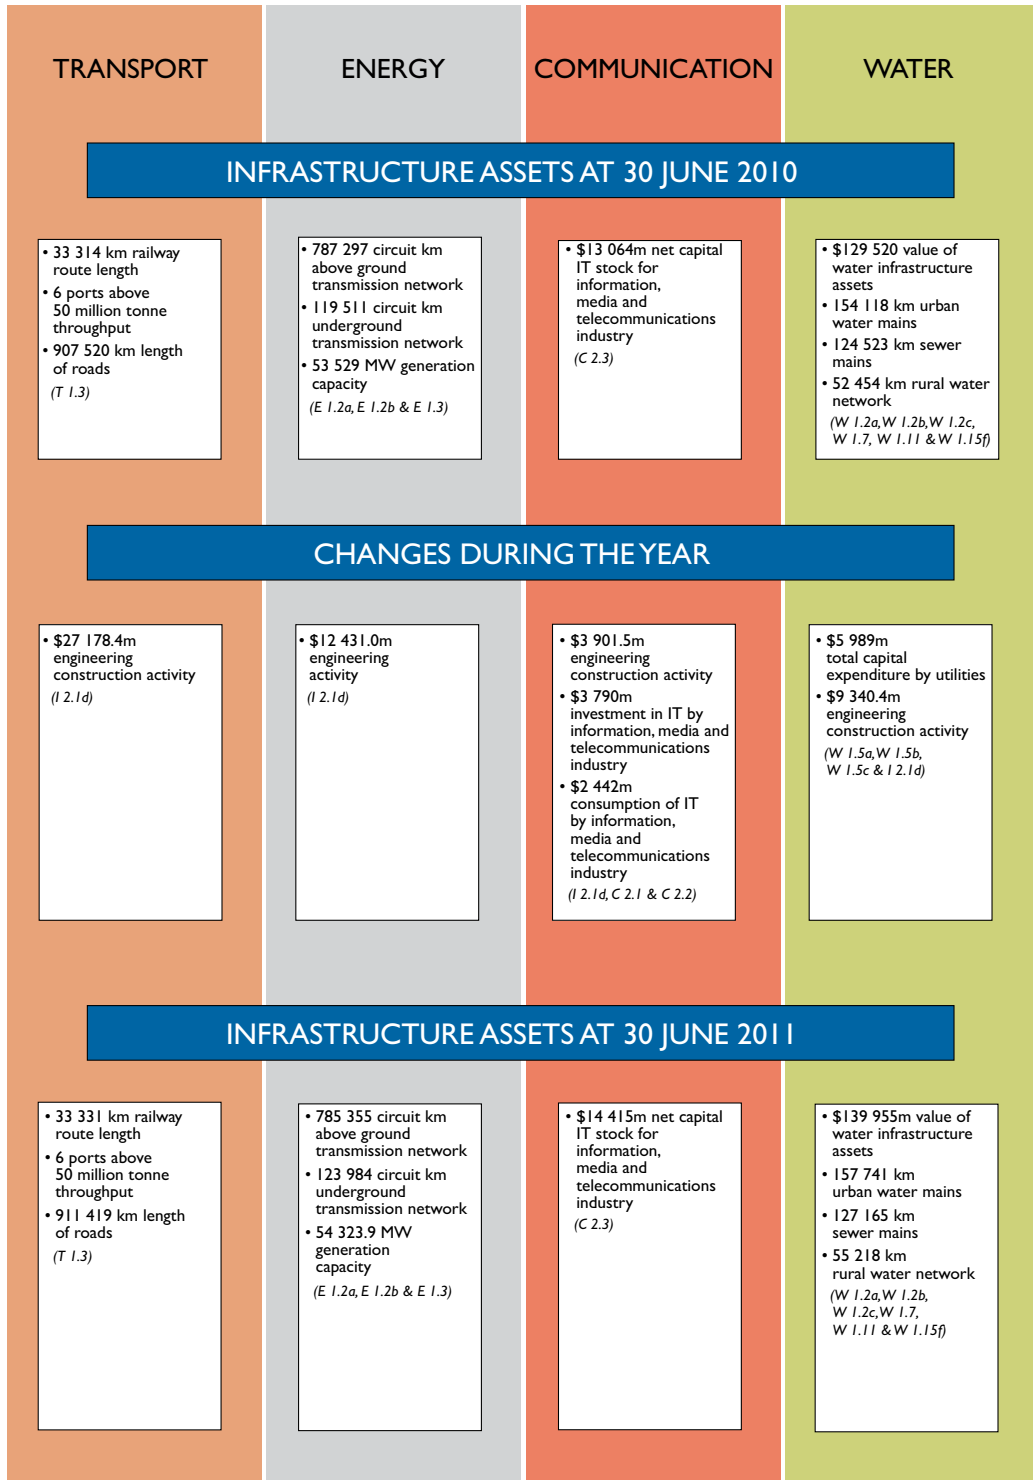 TRANSPORT
ENERGY
COMMUNICATION
WATER
INFRASTRUCTURE ASSETS AT 30 JUNE 2010
• 33 314 km railway
route length
• 6 ports above
50 million tonne
throughput
• 907 520 km length
of roads
(T 1.3)
• 787 297 circuit km
above ground
transmission network
• 119 511 circuit km
underground
transmission network
• 53 529 MW generation
capacity
(E 1.2a, E 1.2b & E 1.3)
• $13 064m net capital
IT stock for
information,
media and
telecommunications
industry
(C 2.3)
• $129 520 value of
water infrastructure
assets
• 154 118 km urban
water mains
• 124 523 km sewer
mains
• 52 454 km rural water
network
(W 1.2a, W 1.2b, W 1.2c,
W 1.7, W 1.11 & W 1.15f)
CHANGES DURING THE YEAR
• $27 178.4m
engineering
construction activity
(I 2.1d)
• $12 431.0m
engineering
activity
(I 2.1d)
• $3 901.5m
engineering
construction activity
• $3 790m
investment in IT by
information, media and
telecommunications
industry
• $2 442m
consumption of IT
by information,
media and
telecommunications
industry
(I 2.1d, C 2.1 & C 2.2)
• $5 989m
total capital
expenditure by utilities
• $9 340.4m
engineering
construction activity
(W 1.5a, W 1.5b,
W 1.5c & I 2.1d)
INFRASTRUCTURE ASSETS AT 30 JUNE 2011
• 33 331 km railway
route length
• 6 ports above
50 million tonne
throughput
• 911 419 km length
of roads
(T 1.3)
• 785 355 circuit km
above ground
transmission network
• 123 984 circuit km
underground
transmission network
• 54 323.9 MW
generation
capacity
(E 1.2a, E 1.2b & E 1.3)
• $14 415m net capital
IT stock for
information,
media and
telecommunications
industry
(C 2.3)
• $139 955m value of
water infrastructure
assets
• 157 741 km
urban water mains
• 127 165 km
sewer mains
• 55 218 km
rural water network
(W 1.2a, W 1.2b,
W 1.2c, W 1.7,
W 1.11 & W 1.15f)